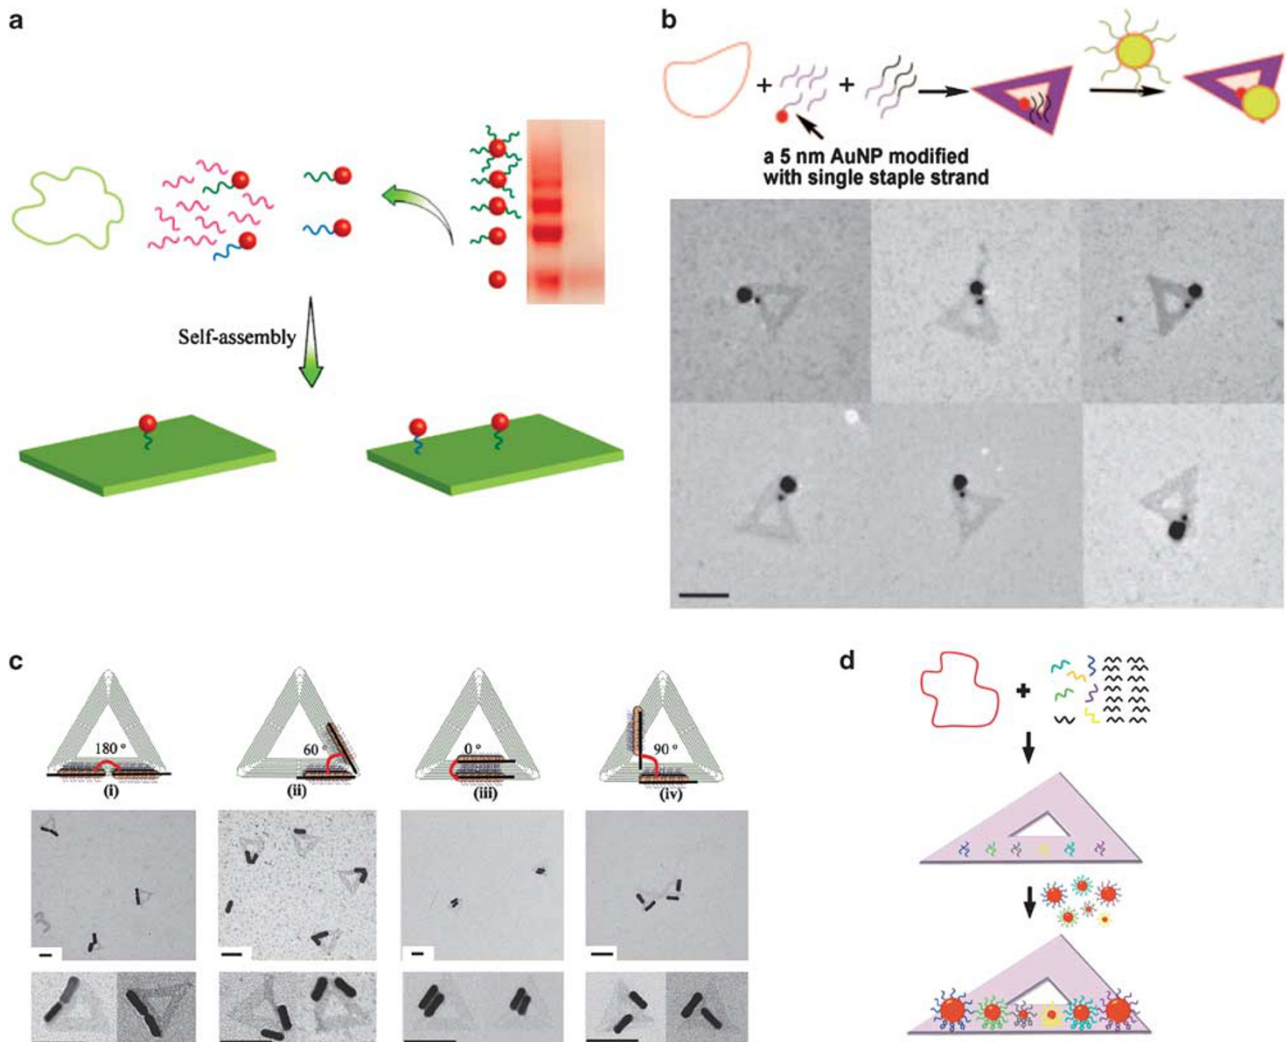 a
Self-assembly
b
+
+
a 5 nm AuNP modified
with single staple strand
c
180 °
60 °
0 °
90 °
(i)
(ii)
(iii)
(iv)
d
+